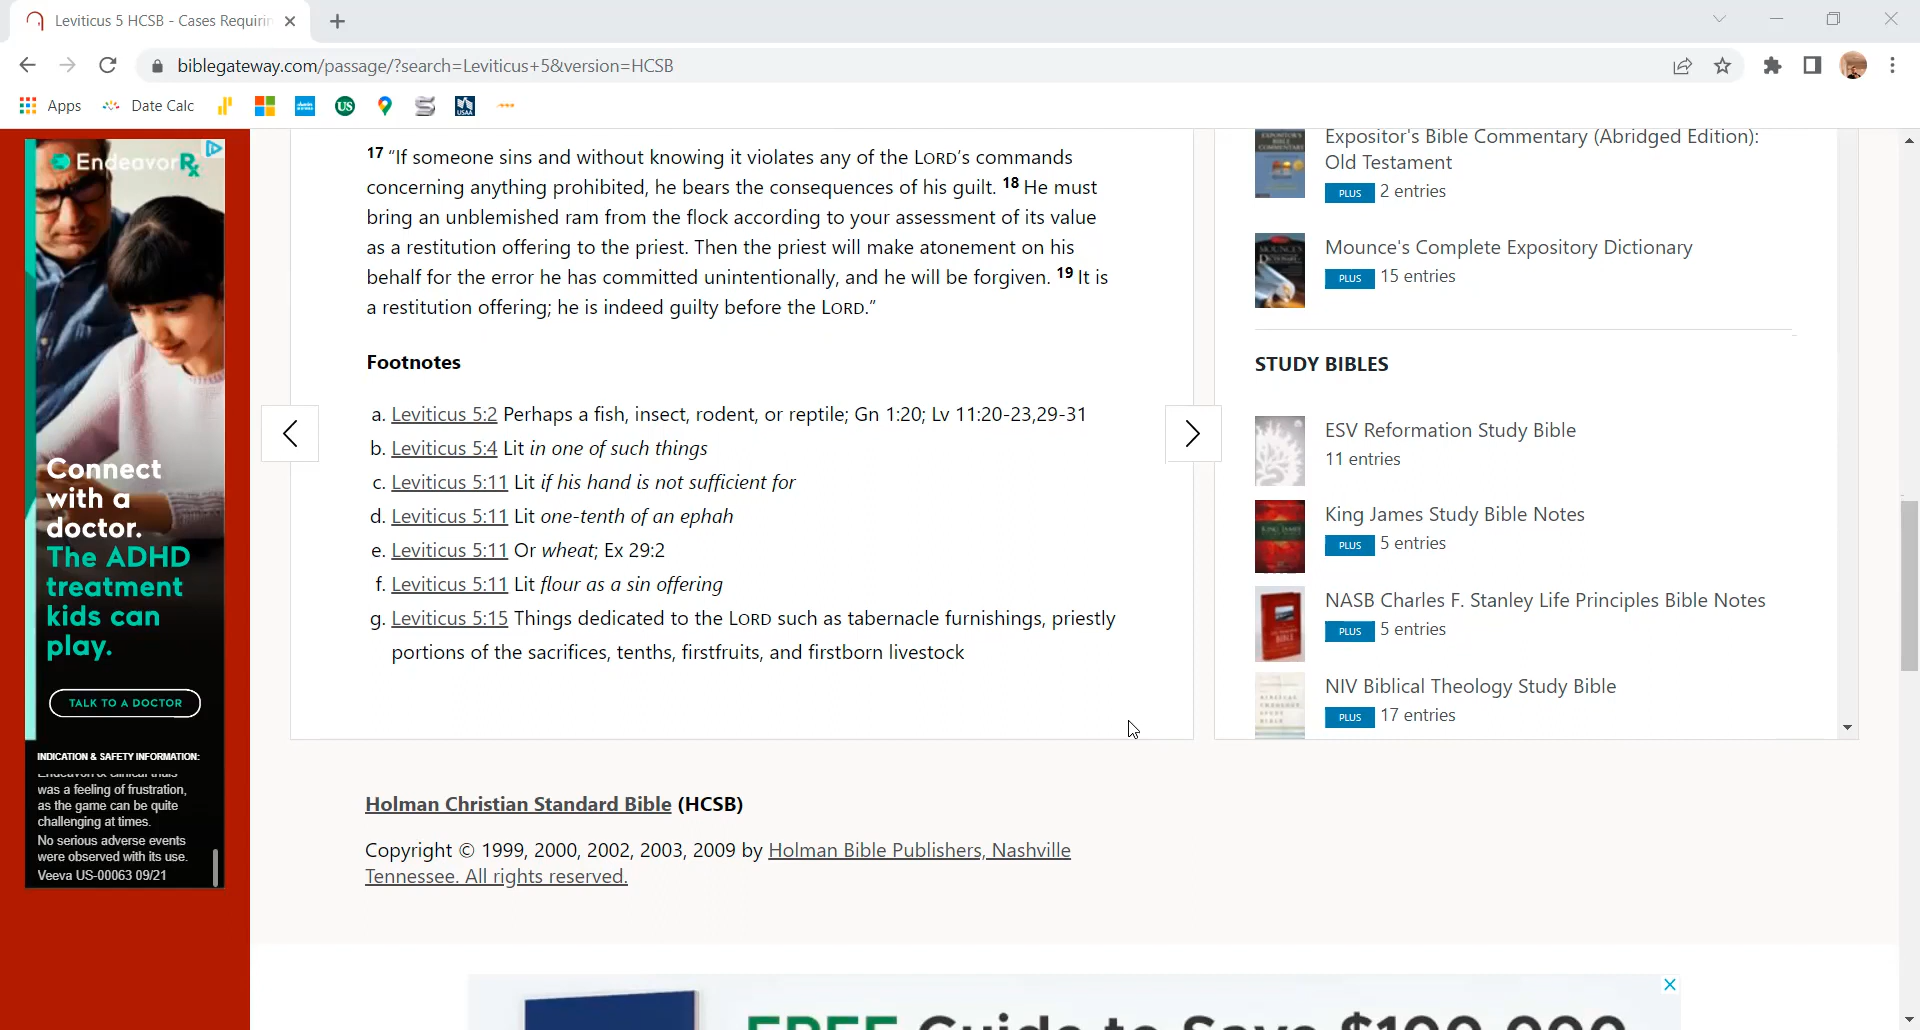 Leviticus 5 HCSB - Cases Requirin
biblegateway.com/passage/?search=Leviticus+5&version=HCSB
Apps
Date Calc
US
USAA
EndeavorRx
Connect
with a
doctor.
The ADHD
treatment
kids can
play.
TALK TO A DOCTOR
INDICATION & SAFETY INFORMATION:
was a feeling of frustration,
as the game can be quite
challenging at times.
No serious adverse events
were observed with its use.
Veeva US-00063 09/21
17 “If someone sins and without knowing it violates any of the LORD’s commands
concerning anything prohibited, he bears the consequences of his guilt. 18 He must
bring an unblemished ram from the flock according to your assessment of its value
as a restitution offering to the priest. Then the priest will make atonement on his
behalf for the error he has committed unintentionally, and he will be forgiven. 19 It is
a restitution offering; he is indeed guilty before the LORD.”
Footnotes
a. Leviticus 5:2 Perhaps a fish, insect, rodent, or reptile; Gn 1:20; Lv 11:20-23,29-31
b. Leviticus 5:4 Lit in one of such things
c. Leviticus 5:11 Lit if his hand is not sufficient for
d. Leviticus 5:11 Lit one-tenth of an ephah
e. Leviticus 5:11 Or wheat; Ex 29:2
f. Leviticus 5:11 Lit flour as a sin offering
g. Leviticus 5:15 Things dedicated to the LORD such as tabernacle furnishings, priestly
portions of the sacrifices, tenths, firstfruits, and firstborn livestock
Holman Christian Standard Bible (HCSB)
Copyright © 1999, 2000, 2002, 2003, 2009 by Holman Bible Publishers, Nashville
Tennessee. All rights reserved.
Expositor's Bible Commentary (Abridged Edition):
Old Testament
PLUS 2 entries
Mounce's Complete Expository Dictionary
PLUS 15 entries
STUDY BIBLES
ESV Reformation Study Bible
11 entries
King James Study Bible Notes
PLUS 5 entries
NASB Charles F. Stanley Life Principles Bible Notes
PLUS 5 entries
NIV Biblical Theology Study Bible
PLUS 17 entries
FREE Guide to Save $100,000